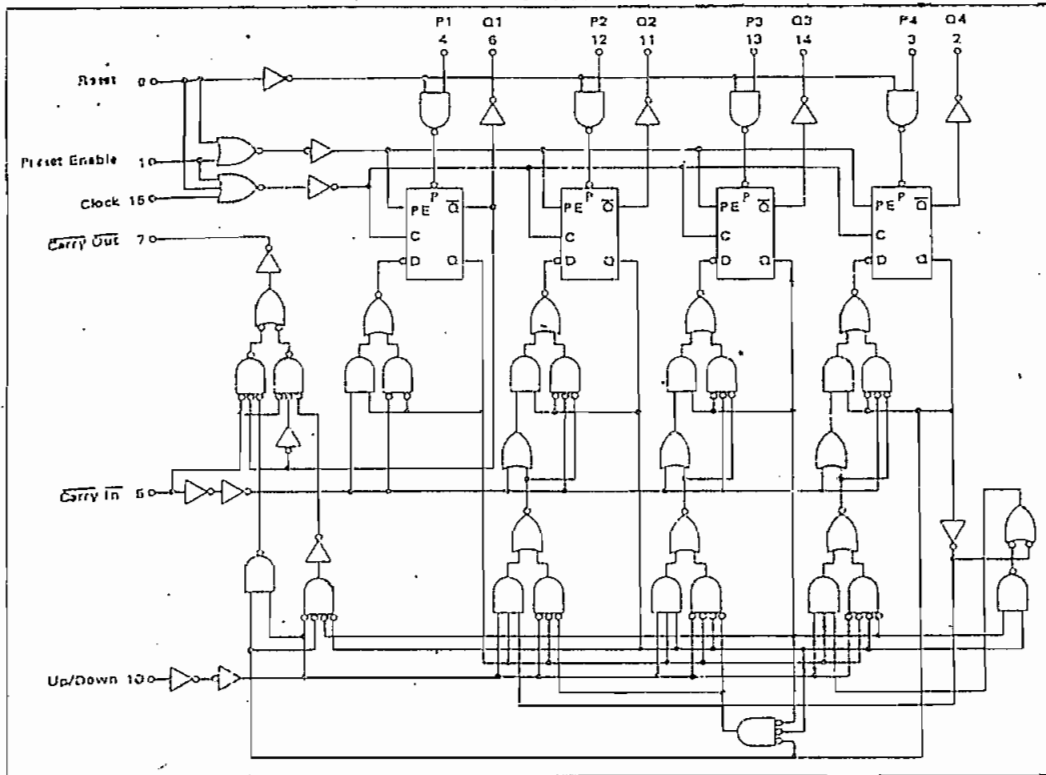 P1 Q1 P2 Q2 P3 Q3 P4 Q4
4 6 12 11 13 14 3 2
Reset 9
Preset Enable 1
Clock 15
Carry Out 7
P P P P
PE Q PE Q PE Q PE Q
C C C C
D Q D Q D Q D Q
Carry In 5
Up/Down 10